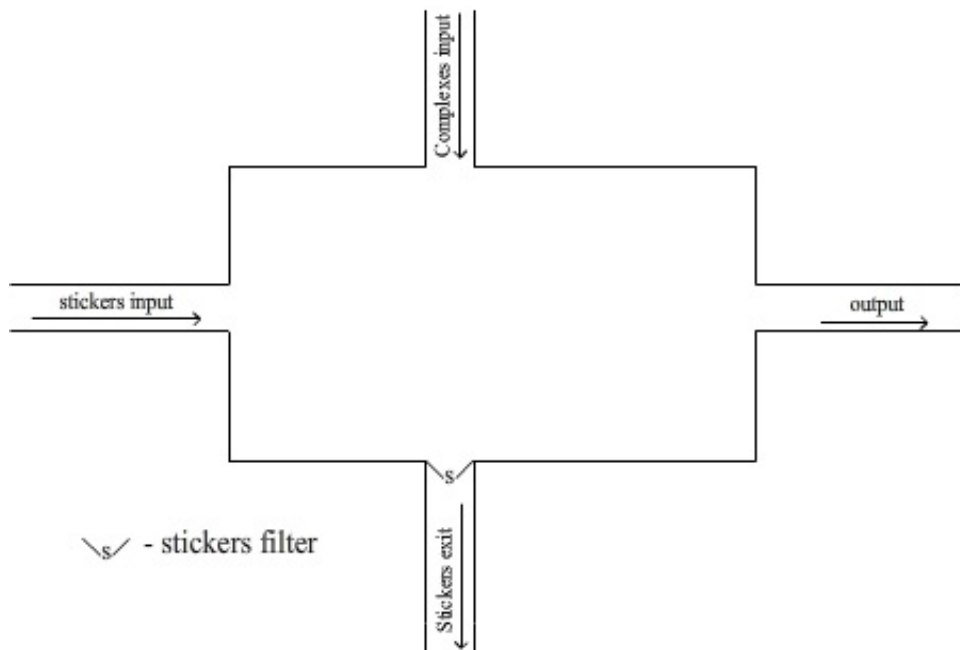 Complexes input
stickers input
output
s
s - stickers filter
Stickers exit